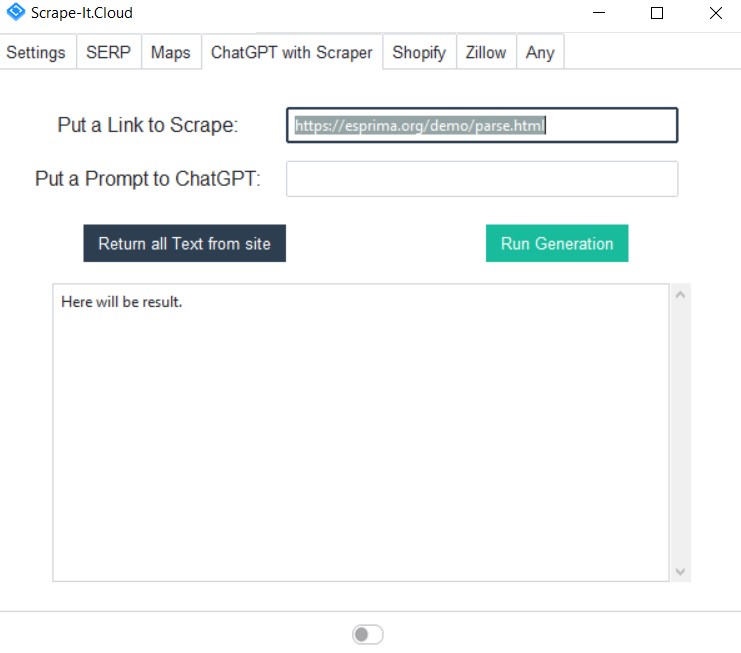 Scrape-It.Cloud
Settings SERP Maps ChatGPT with Scraper Shopify Zillow Any
Put a Link to Scrape: https://esprima.org/demo/parse.html
Put a Prompt to ChatGPT:
Return all Text from site Run Generation
Here will be result.